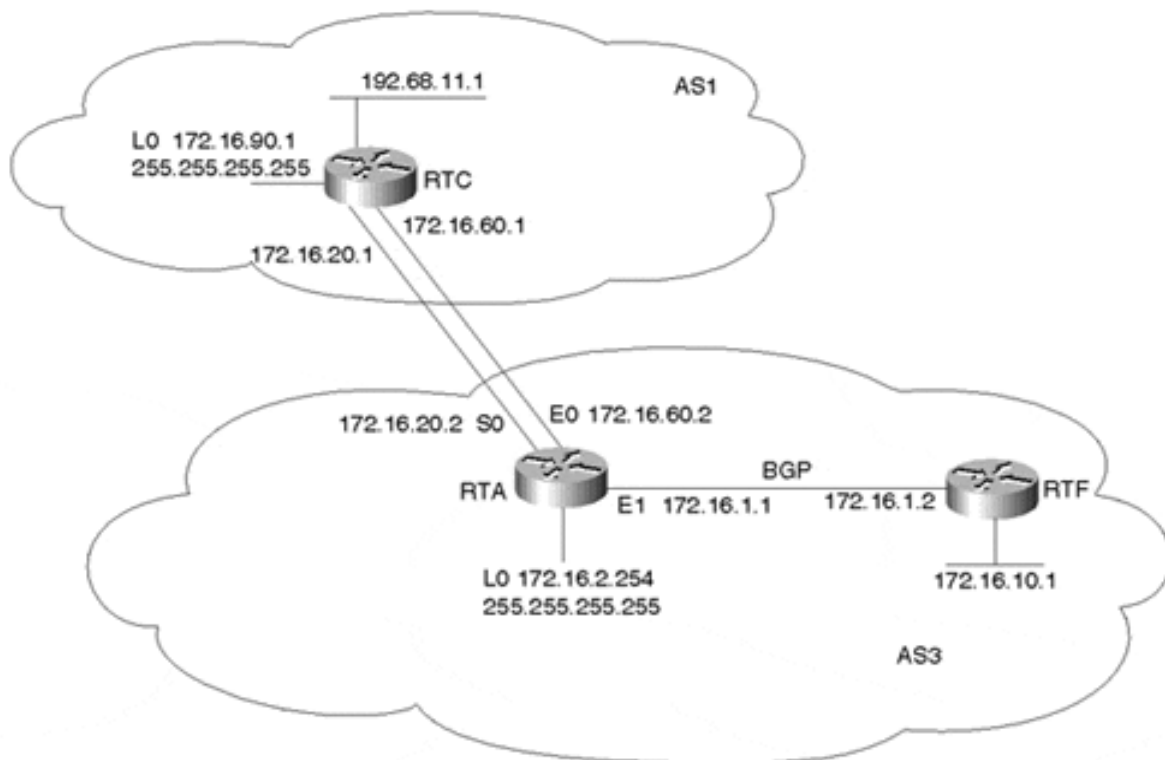 192.68.11.1
AS1
L0 172.16.90.1
255.255.255.255
RTC
172.16.60.1
172.16.20.1
172.16.20.2 S0
E0 172.16.60.2
BGP
RTA
RTF
E1 172.16.1.1
172.16.1.2
L0 172.16.2.254
255.255.255.255
172.16.10.1
AS3